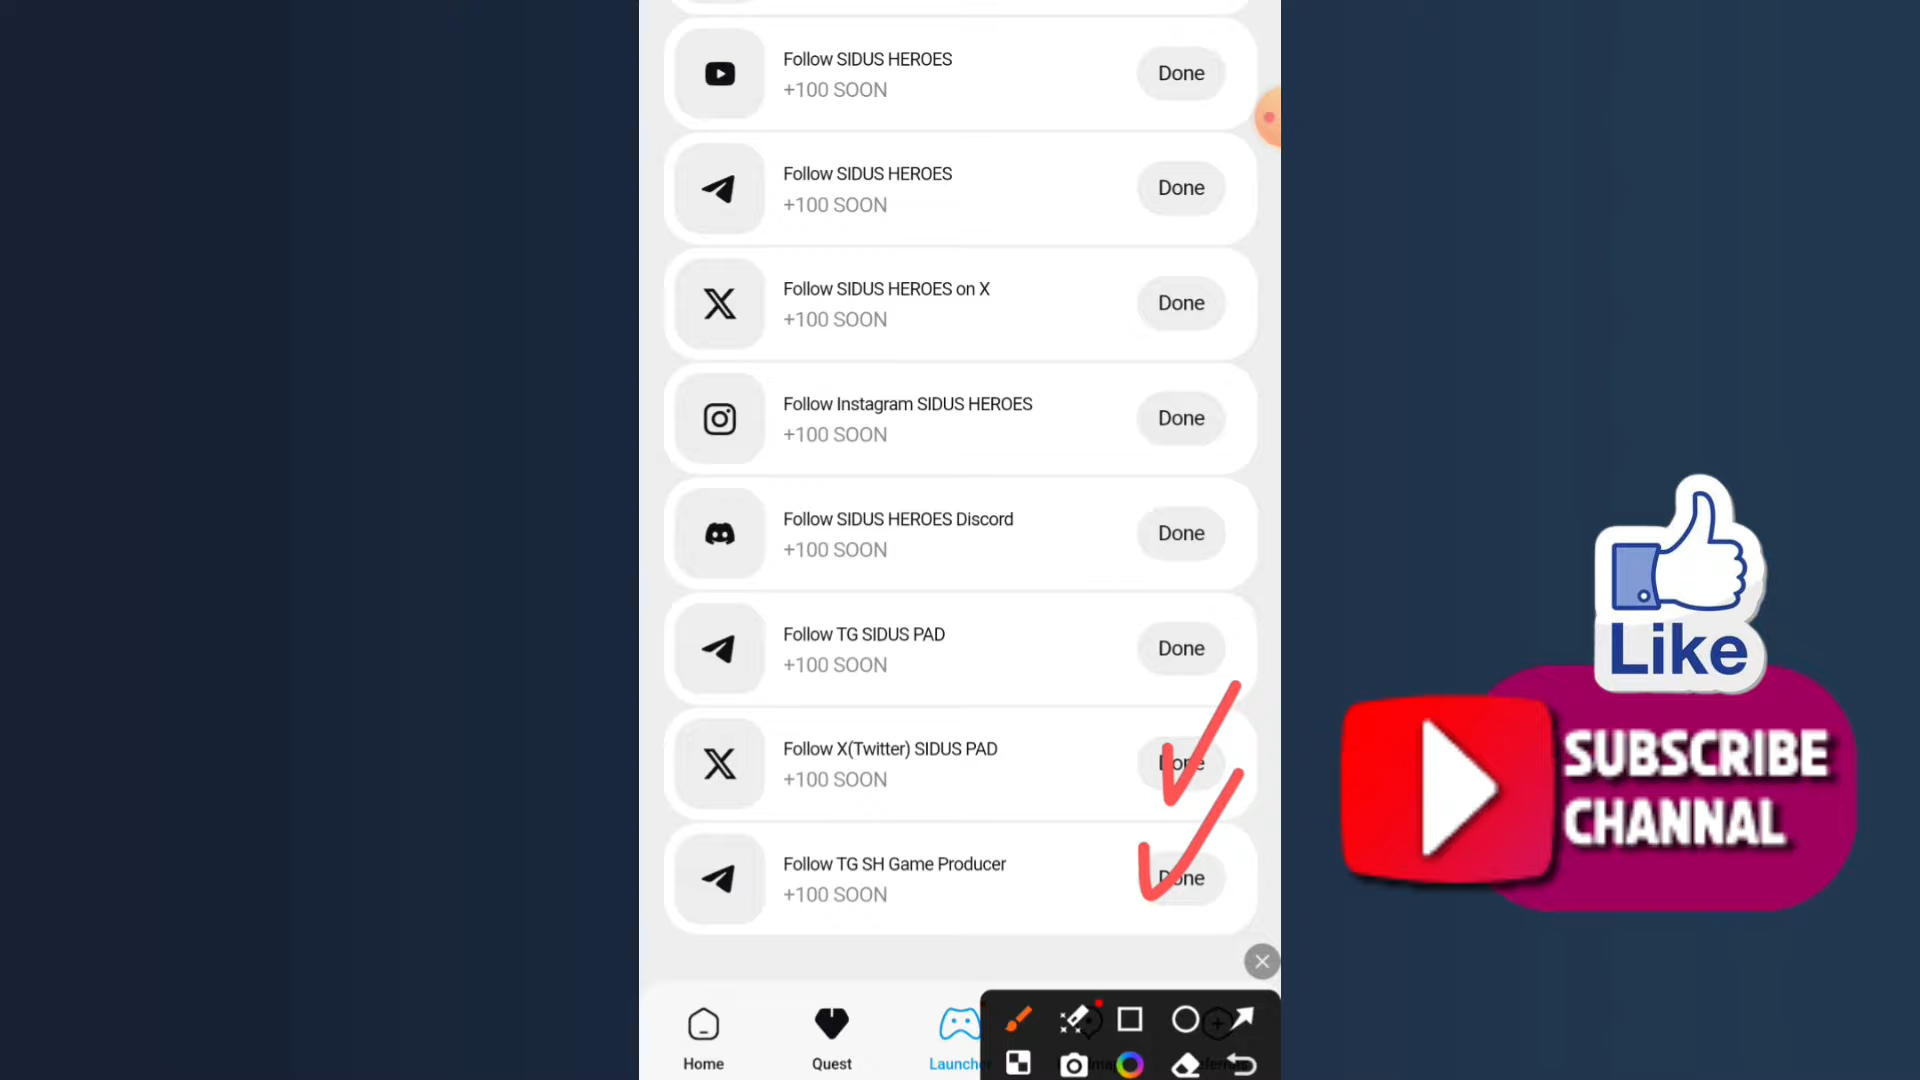 Follow SIDUS HEROES
+100 SOON
Done
Follow SIDUS HEROES
+100 SOON
Done
Follow SIDUS HEROES on X
+100 SOON
Done
Follow Instagram SIDUS HEROES
+100 SOON
Done
Follow SIDUS HEROES Discord
+100 SOON
Done
Follow TG SIDUS PAD
+100 SOON
Done
Follow X(Twitter) SIDUS PAD
+100 SOON
Done
Follow TG SH Game Producer
+100 SOON
Done
Home
Quest
Like
SUBSCRIBE
CHANNAL